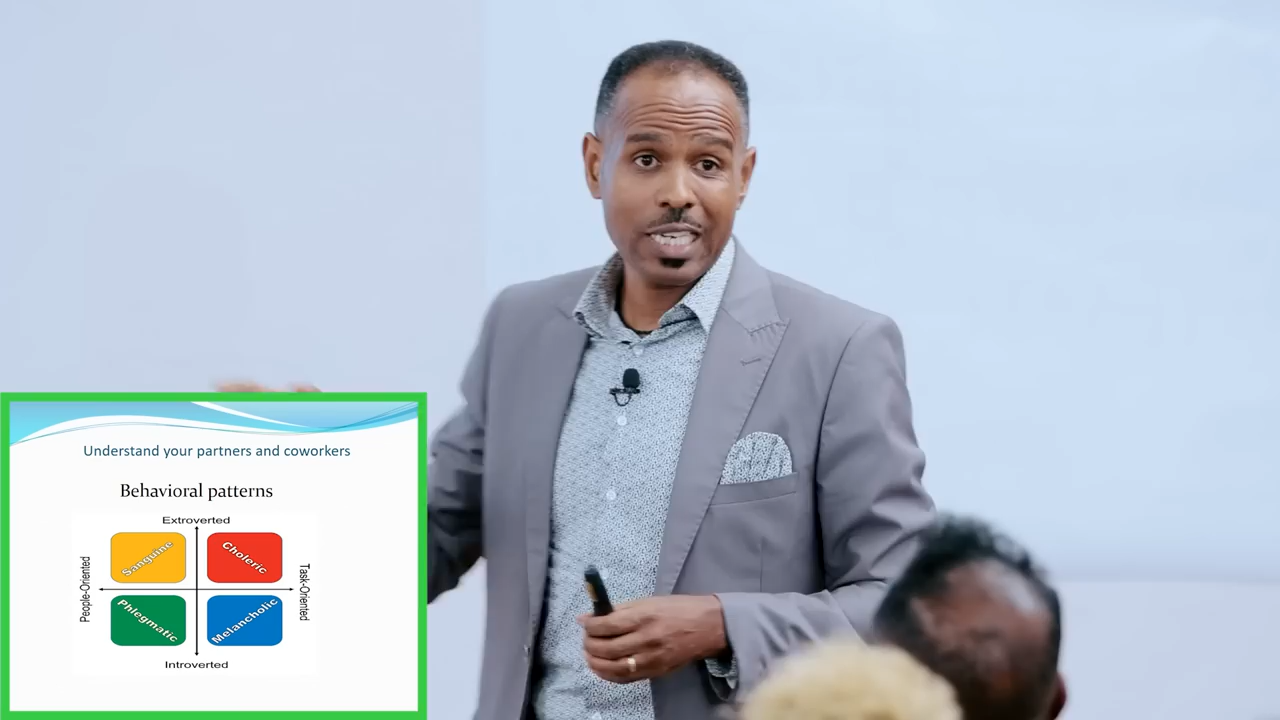 Understand your partners and coworkers
Behavioral patterns
Extroverted
Sanguine
Choleric
People-Oriented
Task-Oriented
Phlegmatic
Melancholic
Introverted